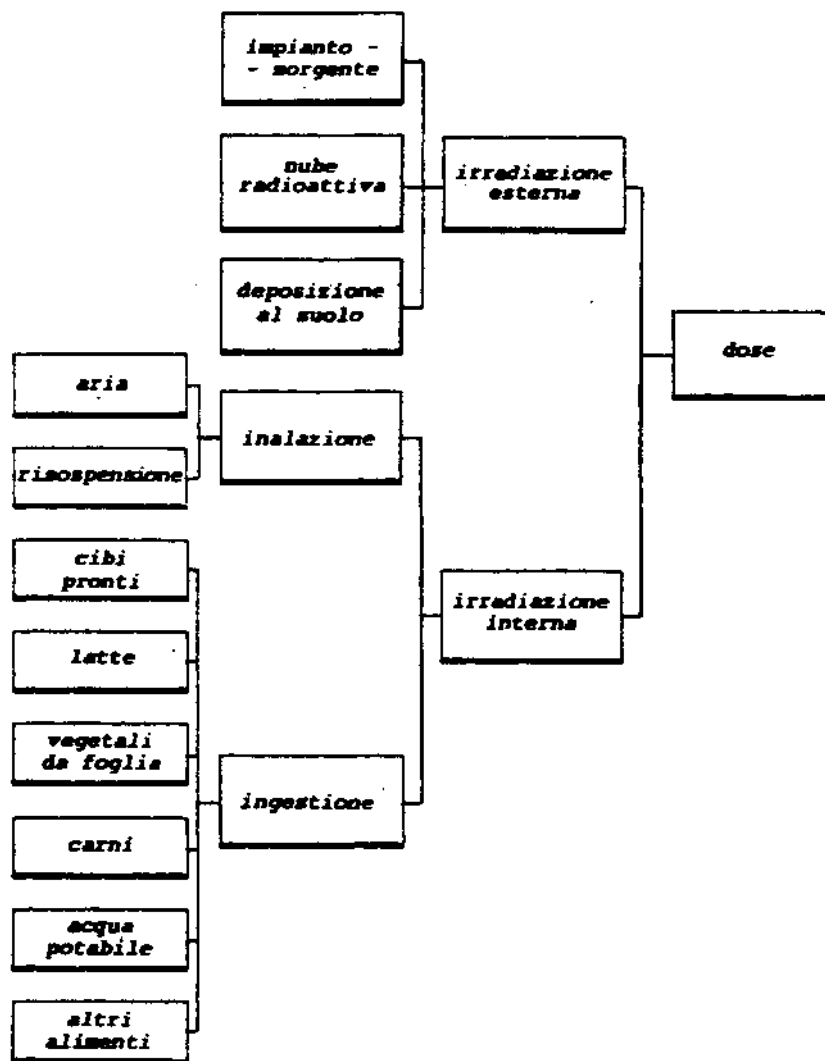 impianto -
- sorgente
nube
radioattiva
irradiazione
esterna
deposizione
al suolo
dose
aria
inalazione
risospensione
cibi
pronti
irradiazione
interna
latte
vegetali
da foglia
ingestione
carni
acqua
potabile
altri
alimenti